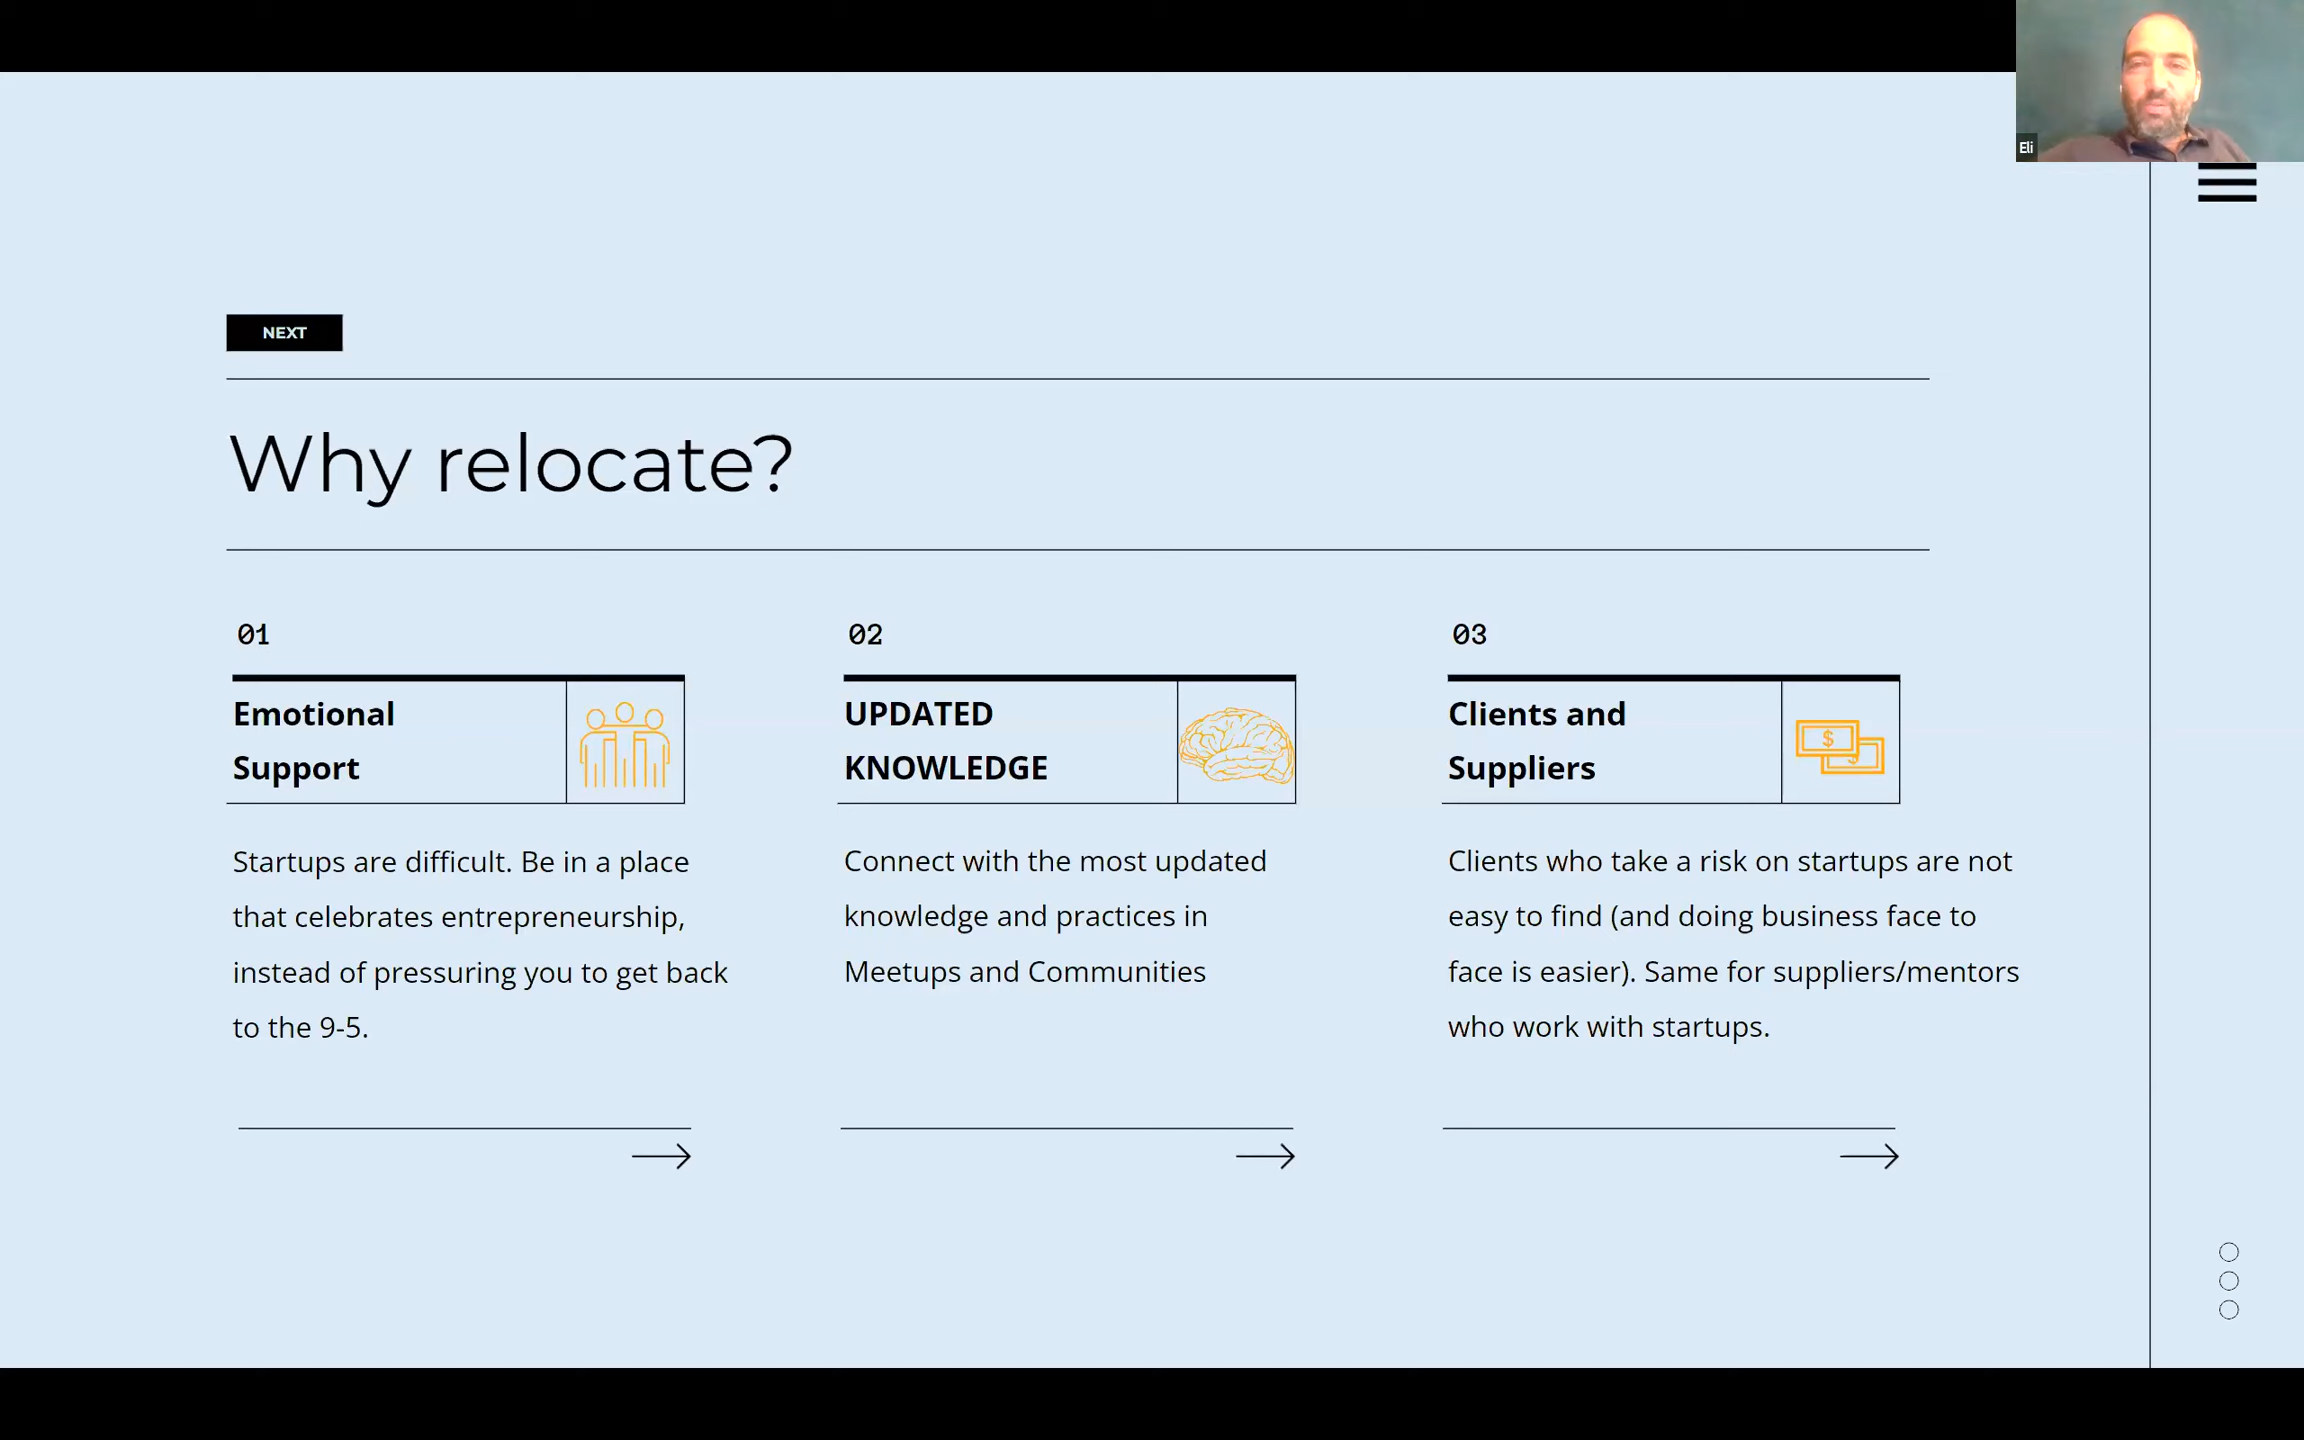 Eli
NEXT
Why relocate?
01
Emotional
Support
Startups are difficult. Be in a place
that celebrates entrepreneurship,
instead of pressuring you to get back
to the 9-5.
02
UPDATED
KNOWLEDGE
Connect with the most updated
knowledge and practices in
Meetups and Communities
03
Clients and
Suppliers
$
$
Clients who take a risk on startups are not
easy to find (and doing business face to
face is easier). Same for suppliers/mentors
who work with startups.